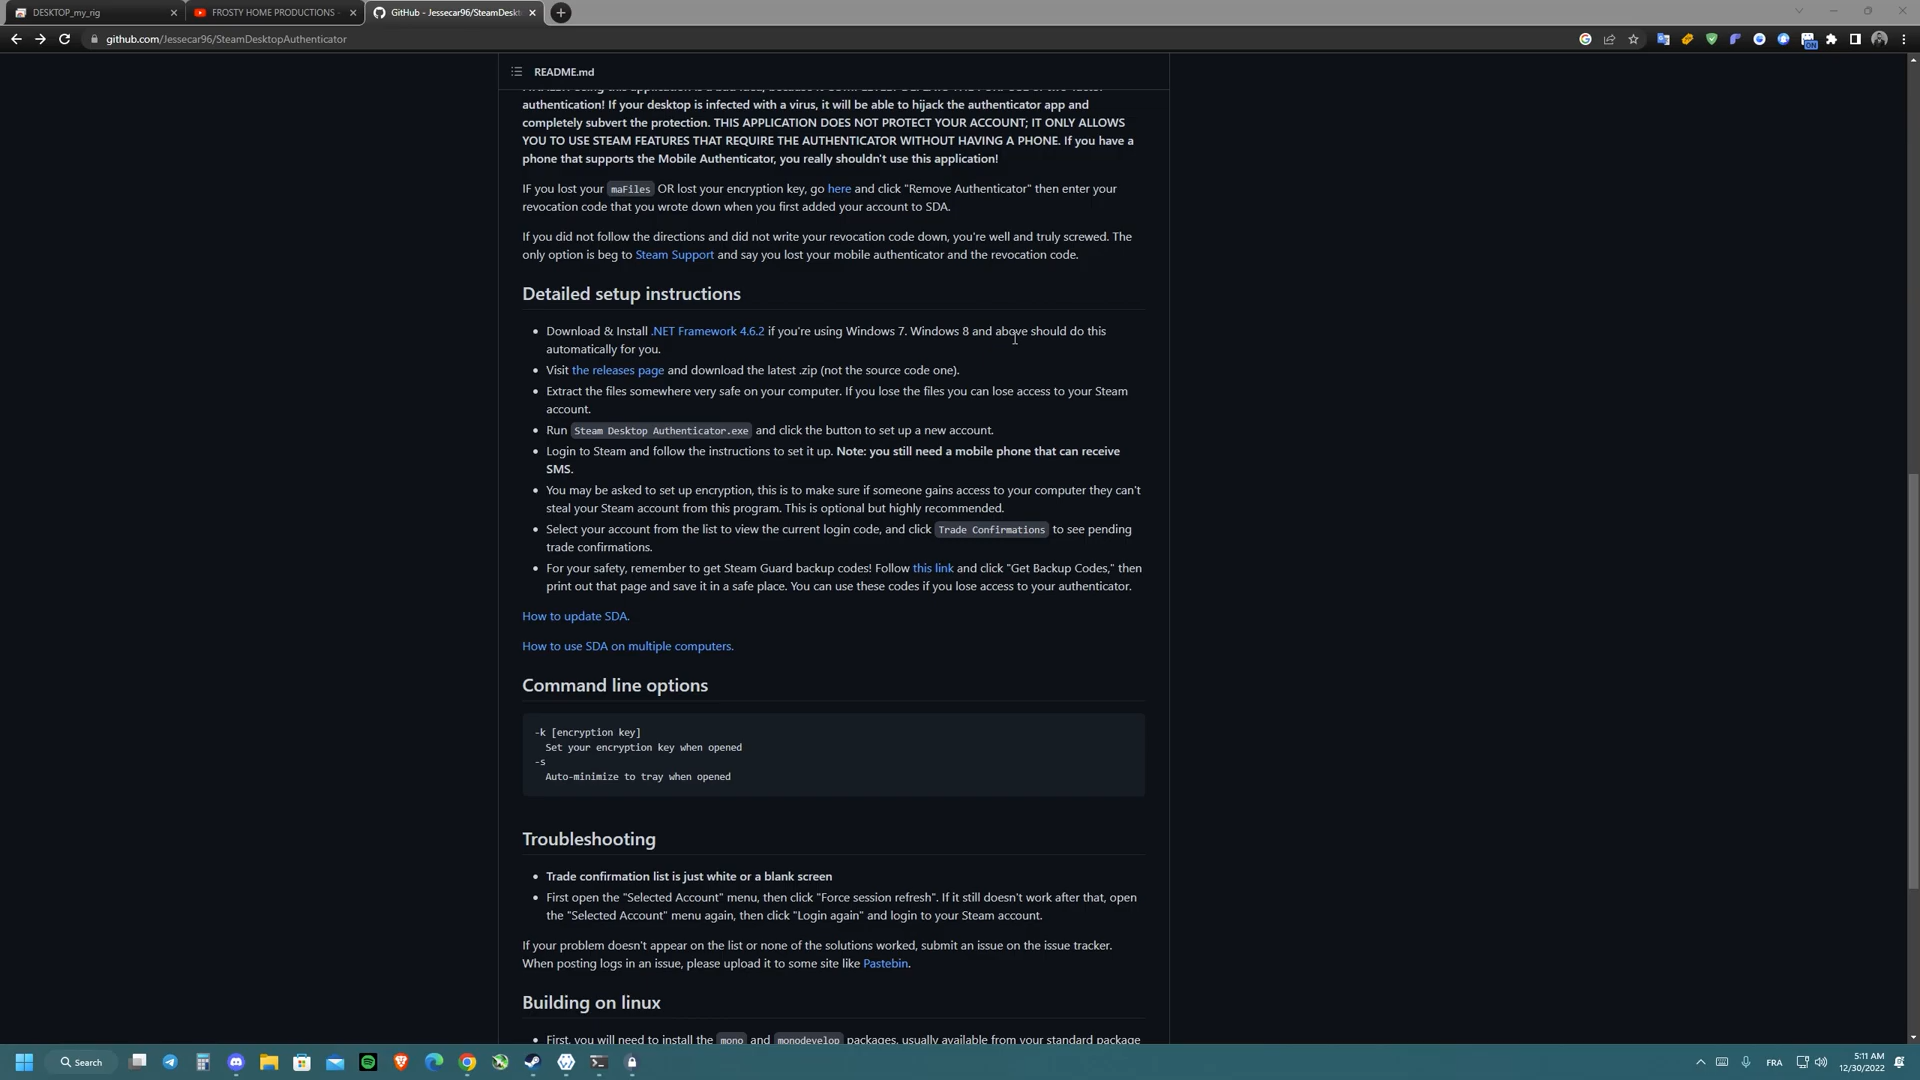 DESKTOP_my_rig
FROSTY HOME PRODUCTIONS -
GitHub - Jessecar96/SteamDeskt
github.com/Jessecar96/SteamDesktopAuthenticator
ON
README.md
authentication! If your desktop is infected with a virus, it will be able to hijack the authenticator app and
completely subvert the protection. THIS APPLICATION DOES NOT PROTECT YOUR ACCOUNT; IT ONLY ALLOWS
YOU TO USE STEAM FEATURES THAT REQUIRE THE AUTHENTICATOR WITHOUT HAVING A PHONE. If you have a
phone that supports the Mobile Authenticator, you really shouldn't use this application!
IF you lost your maFiles OR lost your encryption key, go here and click "Remove Authenticator" then enter your
revocation code that you wrote down when you first added your account to SDA.
If you did not follow the directions and did not write your revocation code down, you're well and truly screwed. The
only option is beg to Steam Support and say you lost your mobile authenticator and the revocation code.
Detailed setup instructions
• Download & Install .NET Framework 4.6.2 if you're using Windows 7. Windows 8 and above should do this
automatically for you.
• Visit the releases page and download the latest .zip (not the source code one).
• Extract the files somewhere very safe on your computer. If you lose the files you can lose access to your Steam
account.
• Run Steam Desktop Authenticator.exe and click the button to set up a new account.
• Login to Steam and follow the instructions to set it up. Note: you still need a mobile phone that can receive
SMS.
• You may be asked to set up encryption, this is to make sure if someone gains access to your computer they can't
steal your Steam account from this program. This is optional but highly recommended.
• Select your account from the list to view the current login code, and click Trade Confirmations to see pending
trade confirmations.
• For your safety, remember to get Steam Guard backup codes! Follow this link and click "Get Backup Codes," then
print out that page and save it in a safe place. You can use these codes if you lose access to your authenticator.
How to update SDA.
How to use SDA on multiple computers.
Command line options
-k [encryption key]
Set your encryption key when opened
-s
Auto-minimize to tray when opened
Troubleshooting
• Trade confirmation list is just white or a blank screen
• First open the "Selected Account" menu, then click "Force session refresh". If it still doesn't work after that, open
the "Selected Account" menu again, then click "Login again" and login to your Steam account.
If your problem doesn't appear on the list or none of the solutions worked, submit an issue on the issue tracker.
When posting logs in an issue, please upload it to some site like Pastebin.
Building on linux
• First, you will need to install the mono and monodevelop packages, usually available from your standard package
Search
FRA
5:11 AM
12/30/2022